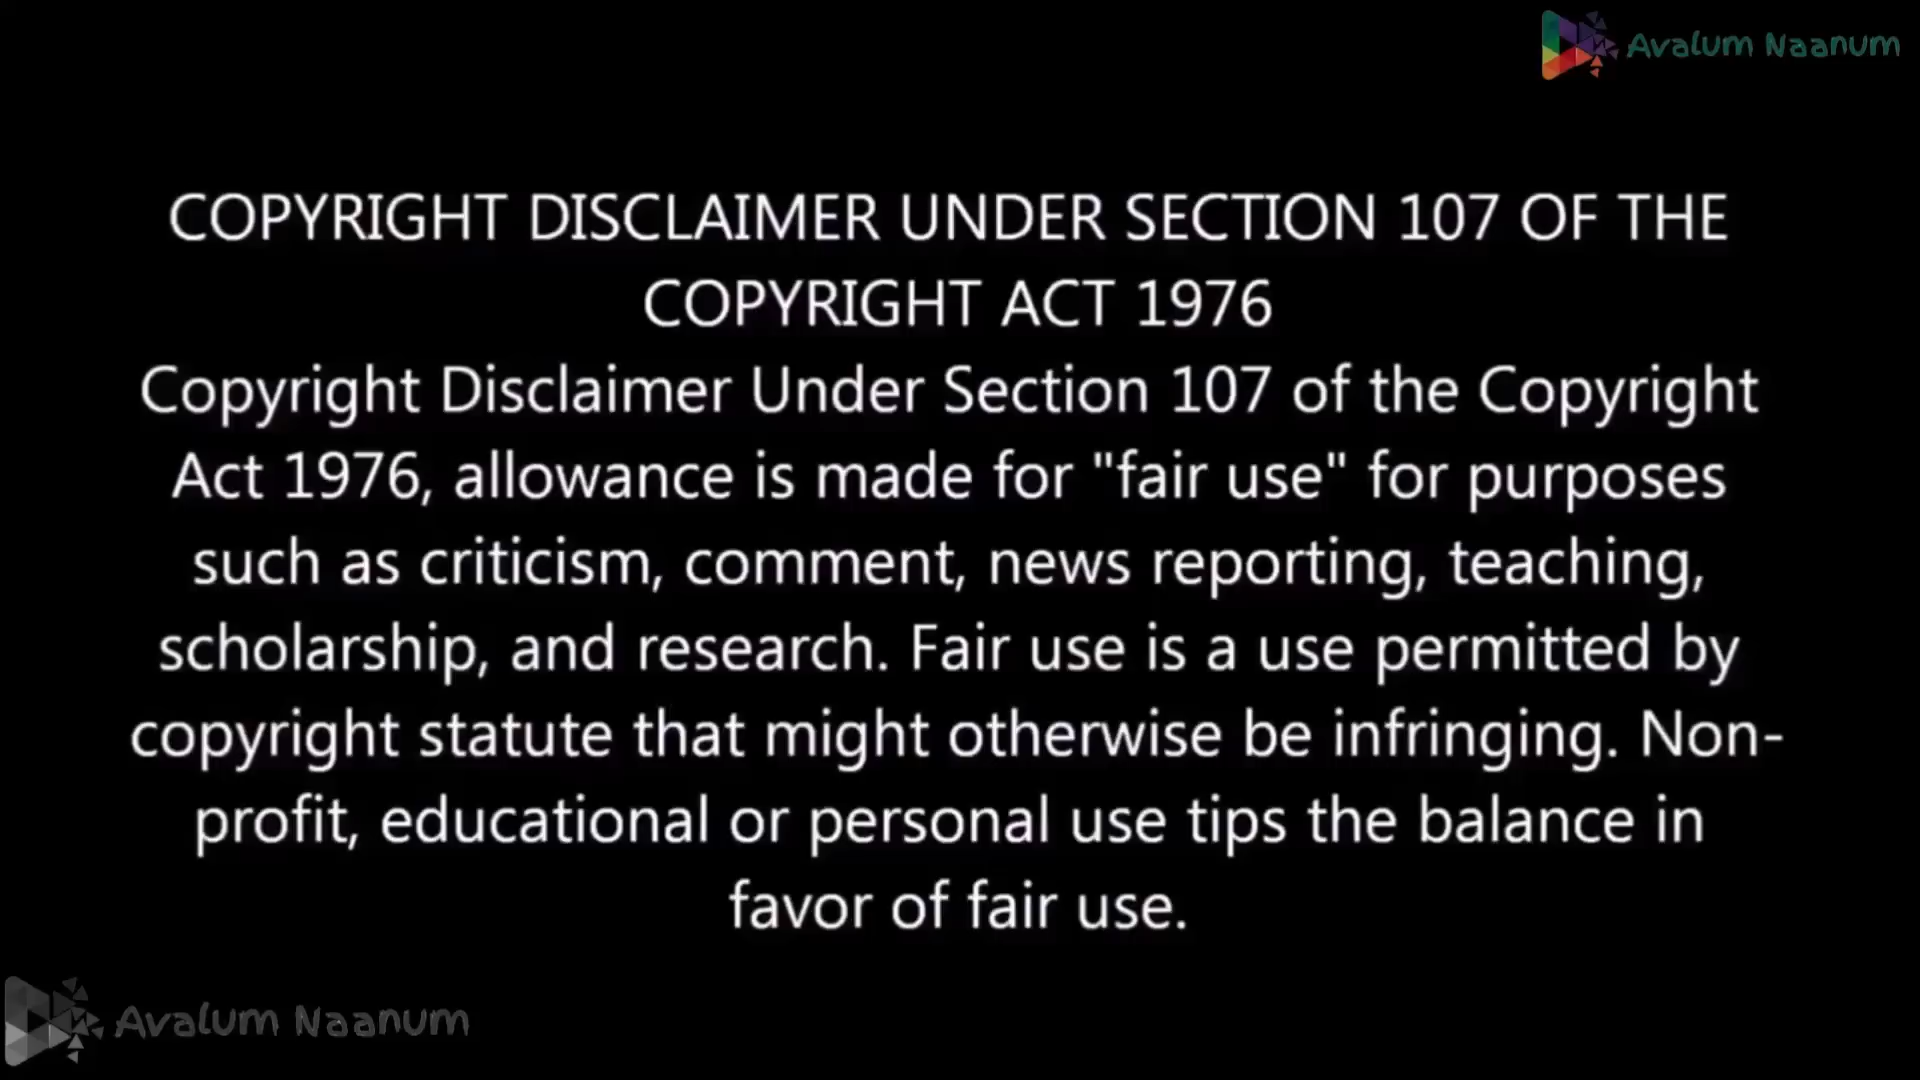 Avalum Naanum
COPYRIGHT DISCLAIMER UNDER SECTION 107 OF THE
COPYRIGHT ACT 1976
Copyright Disclaimer Under Section 107 of the Copyright
Act 1976, allowance is made for "fair use" for purposes
such as criticism, comment, news reporting, teaching,
scholarship, and research. Fair use is a use permitted by
copyright statute that might otherwise be infringing. Non-
profit, educational or personal use tips the balance in
favor of fair use.
Avalum Naanum